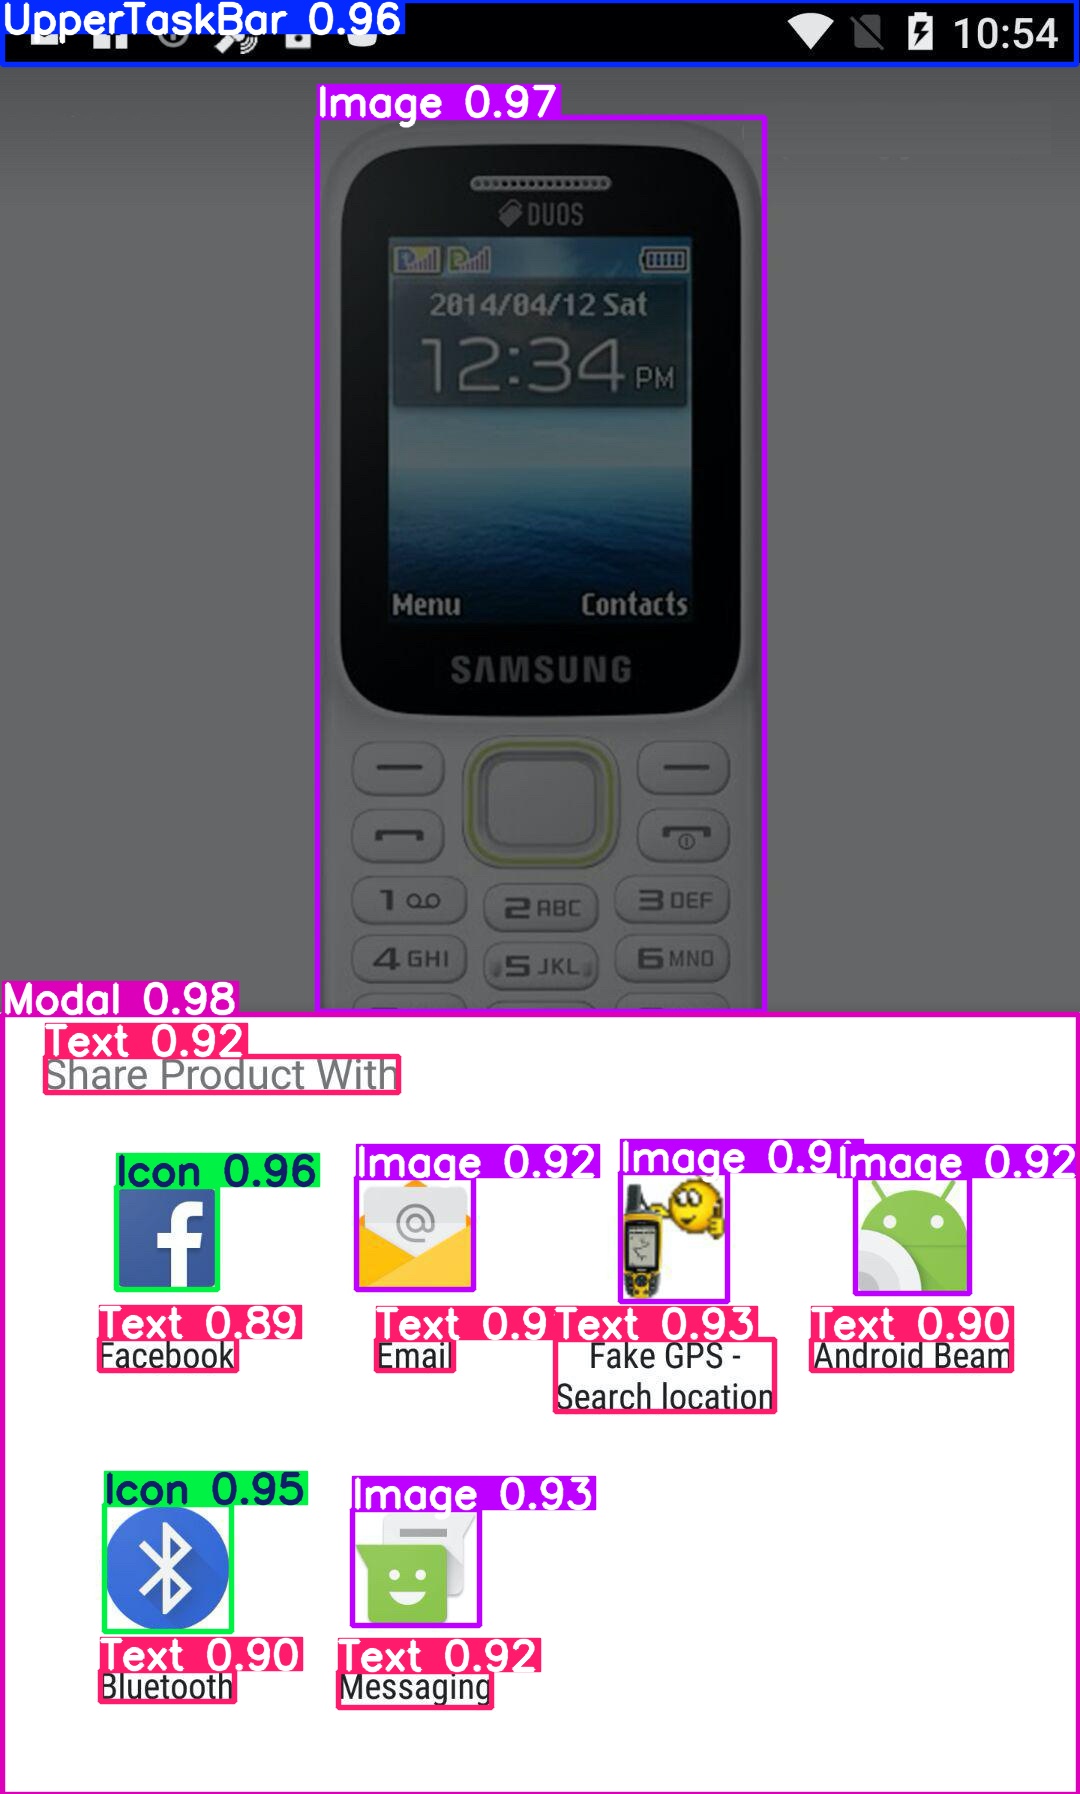 UpperTaskBar 0.96
10:54
Image 0.97
DUOS
2014/04/12 Sat
12:34 PM
Menu Contacts
SAMSUNG
1 2 ABC 3 DEF
4 GHI 5 JKL 6 MNO
Modal 0.98
Text 0.92
Share Product With
Icon 0.96 Image 0.92 Image 0.9 Image 0.92
@
Text 0.89 Text 0.9 Text 0.93 Text 0.90
Facebook Email Fake GPS - Android Beam
Search location
Icon 0.95 Image 0.93
Text 0.90 Text 0.92
Bluetooth Messaging